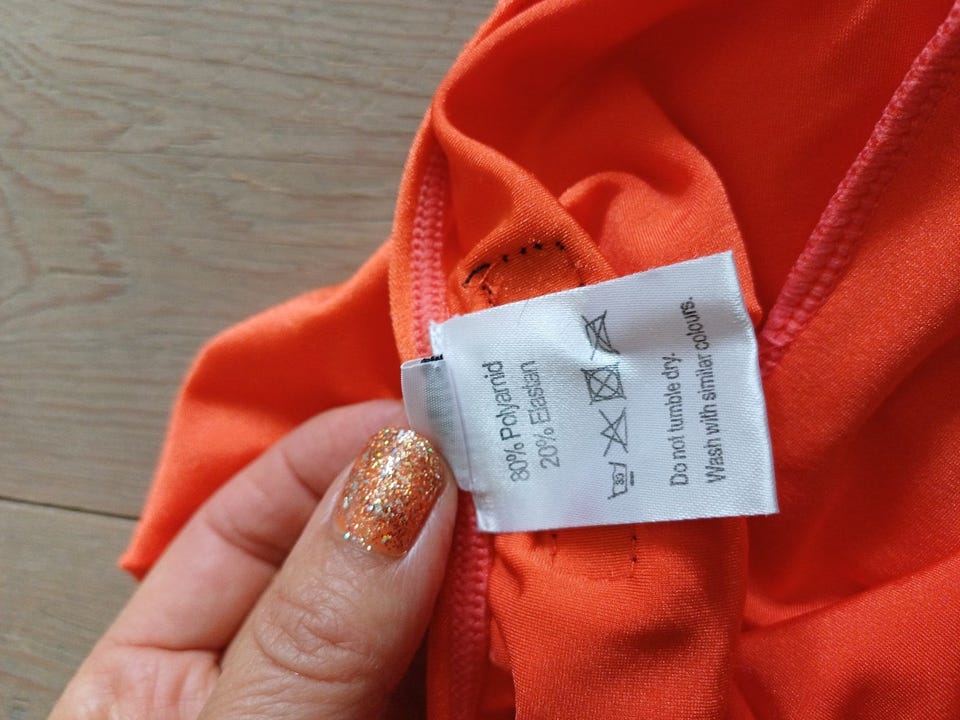 80% Polyamid
20% Elastan
30
Do not tumble dry.
Wash with similar colours.